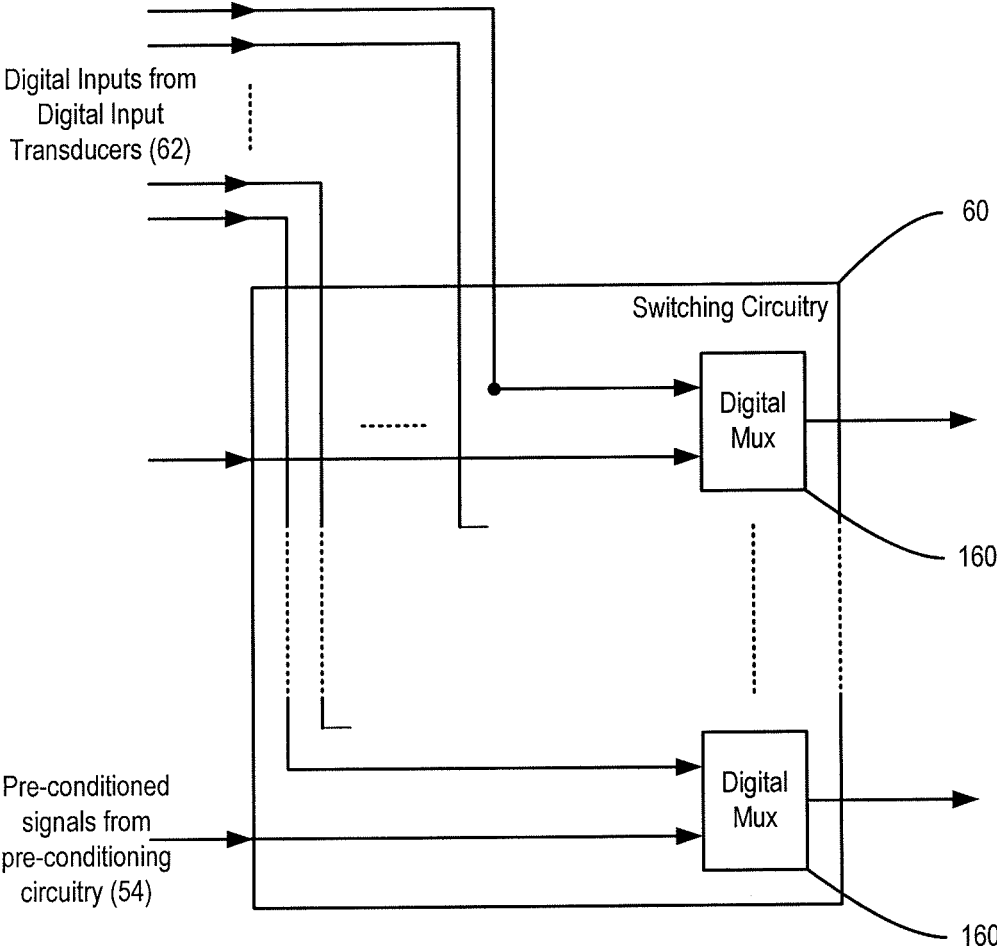 Digital Inputs from
Digital Input
Transducers (62)
60
Switching Circuitry
Digital
Mux
160
Digital
Mux
Pre-conditioned
signals from
pre-conditioning
circuitry (54)
160